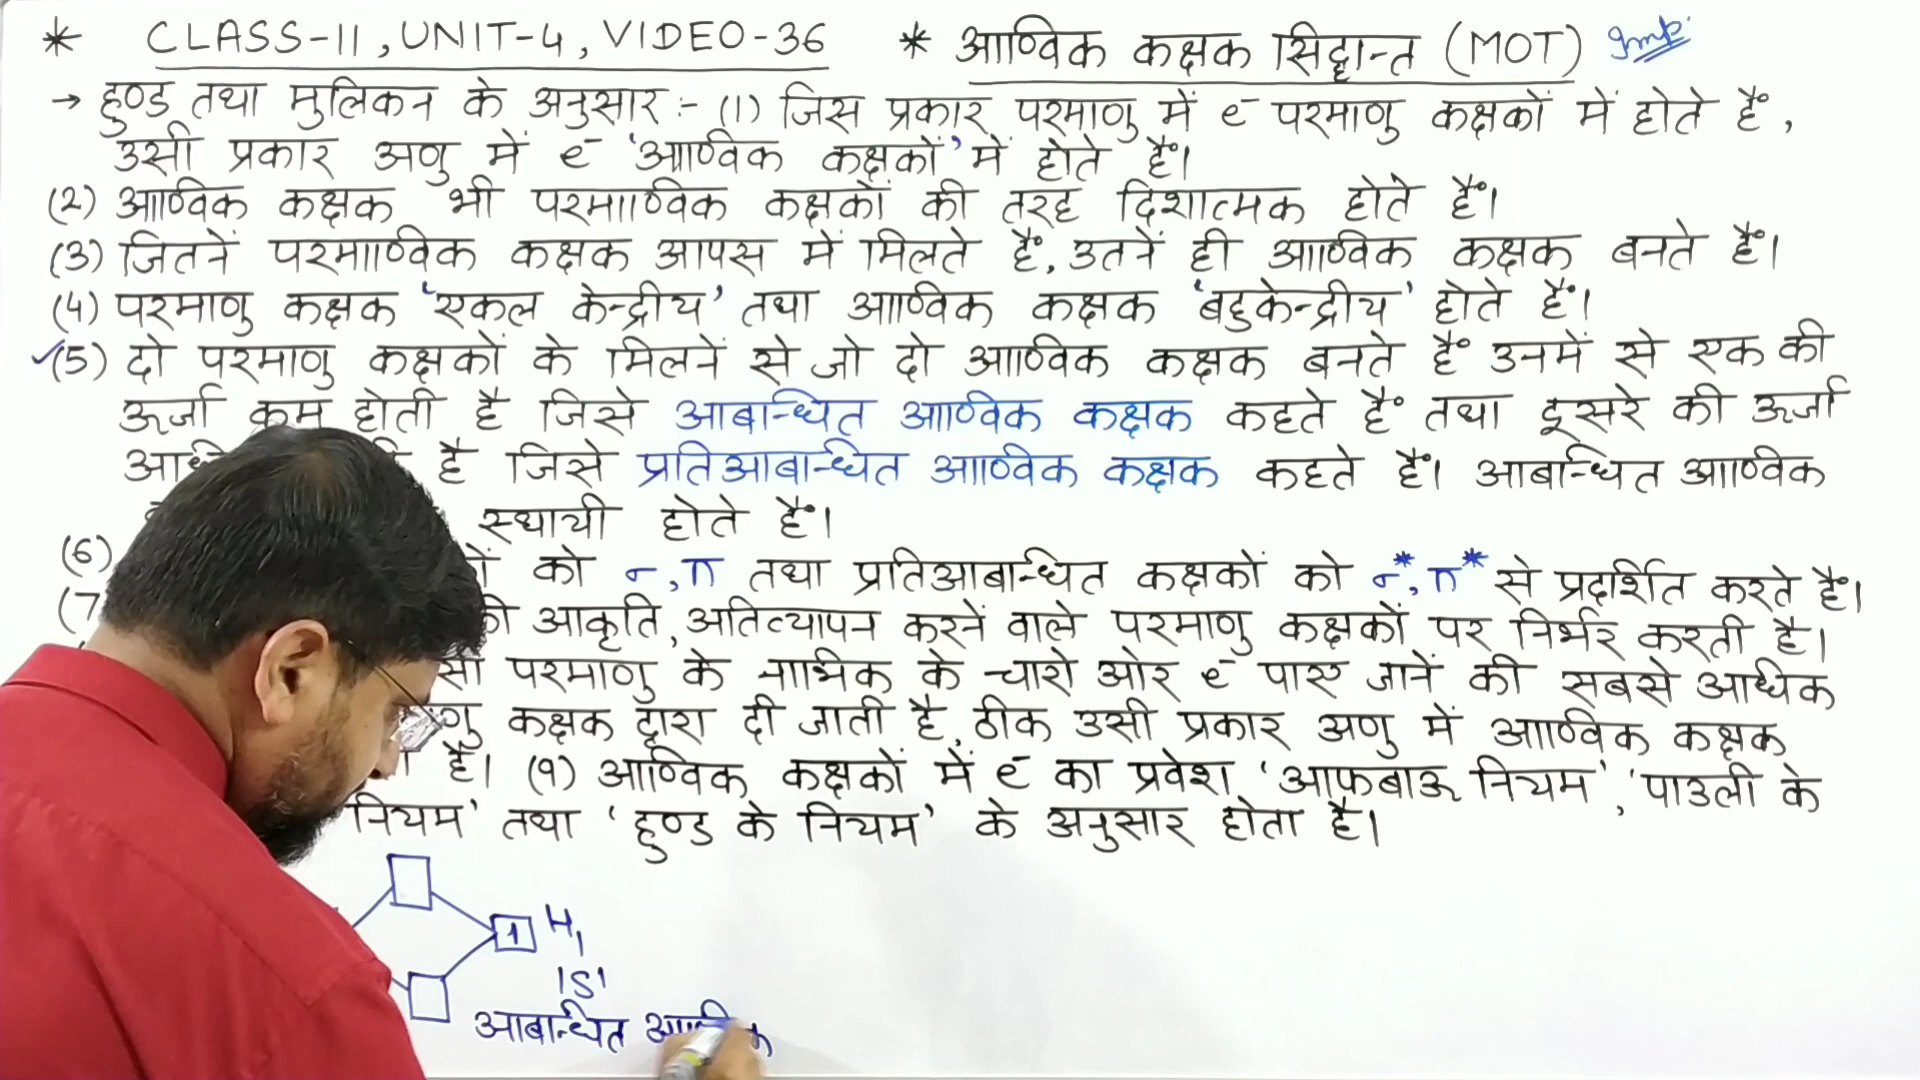 * CLASS-11, UNIT-4, VIDEO-36 * आण्विक कक्षक सिद्धान्त (MOT) Imp.
→ हुण्ड तथा मुलिकन के अनुसार :- (1) जिस प्रकार परमाणु में e⁻ परमाणु कक्षकों में होते हैं,
उसी प्रकार अणु में e⁻ 'आण्विक कक्षकों' में होते हैं।
(2) आण्विक कक्षक भी परमाण्विक कक्षकों की तरह दिशात्मक होते हैं।
(3) जितनें परमाण्विक कक्षक आपस में मिलते हैं, उतनें ही आण्विक कक्षक बनते हैं।
(4) परमाणु कक्षक 'एकल केन्द्रीय' तथा आण्विक कक्षक 'बहुकेन्द्रीय' होते हैं।
✓(5) दो परमाणु कक्षकों के मिलनें से जो दो आण्विक कक्षक बनते हैं उनमें से एक की
ऊर्जा कम होती है जिसे आबन्धित आण्विक कक्षक कहते हैं तथा दूसरे की ऊर्जा
है जिसे प्रतिआबन्धित आण्विक कक्षक कहते हैं। आबन्धित आण्विक
स्थायी होते हैं।
(6) को σ, π तथा प्रतिआबन्धित कक्षकों को σ*, π* से प्रदर्शित करते हैं।
(7 की आकृति, अतिव्यापन करनें वाले परमाणु कक्षकों पर निर्भर करती है।
परमाणु के नाभिक के चारो ओर e⁻ पाए जानें की सबसे अधिक
कक्षक द्वारा दी जाती है, ठीक उसी प्रकार अणु में आण्विक कक्षक
है। (9) आण्विक कक्षकों में e⁻ का प्रवेश 'आफबाऊ नियम', 'पाउली के
नियम' तथा 'हुण्ड के नियम' के अनुसार होता है।
1 H,
1S¹
आबन्धित